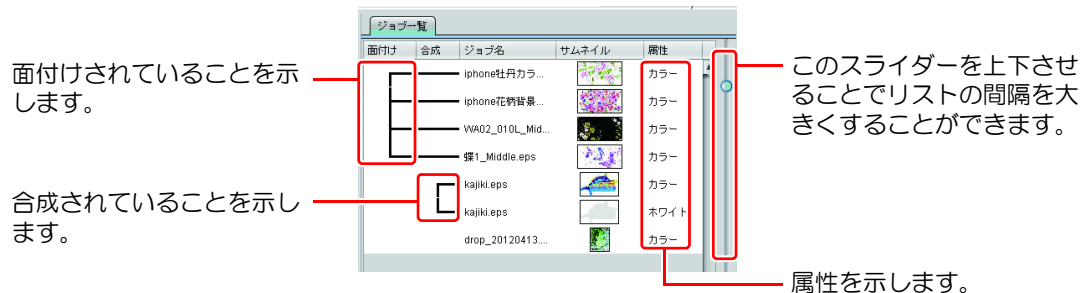 ジョブ一覧
面付け 合成 ジョブ名 サムネイル 属性
iphone牡丹カラ... カラー
iphone花柄背景... カラー
WA02_010L_Mid... カラー
蝶1_Middle.eps カラー
kajiki.eps カラー
kajiki.eps ホワイト
drop_20120413.... カラー
面付けされていることを示
します。
合成されていることを示し
ます。
このスライダーを上下させ
ることでリストの間隔を大
きくすることができます。
属性を示します。